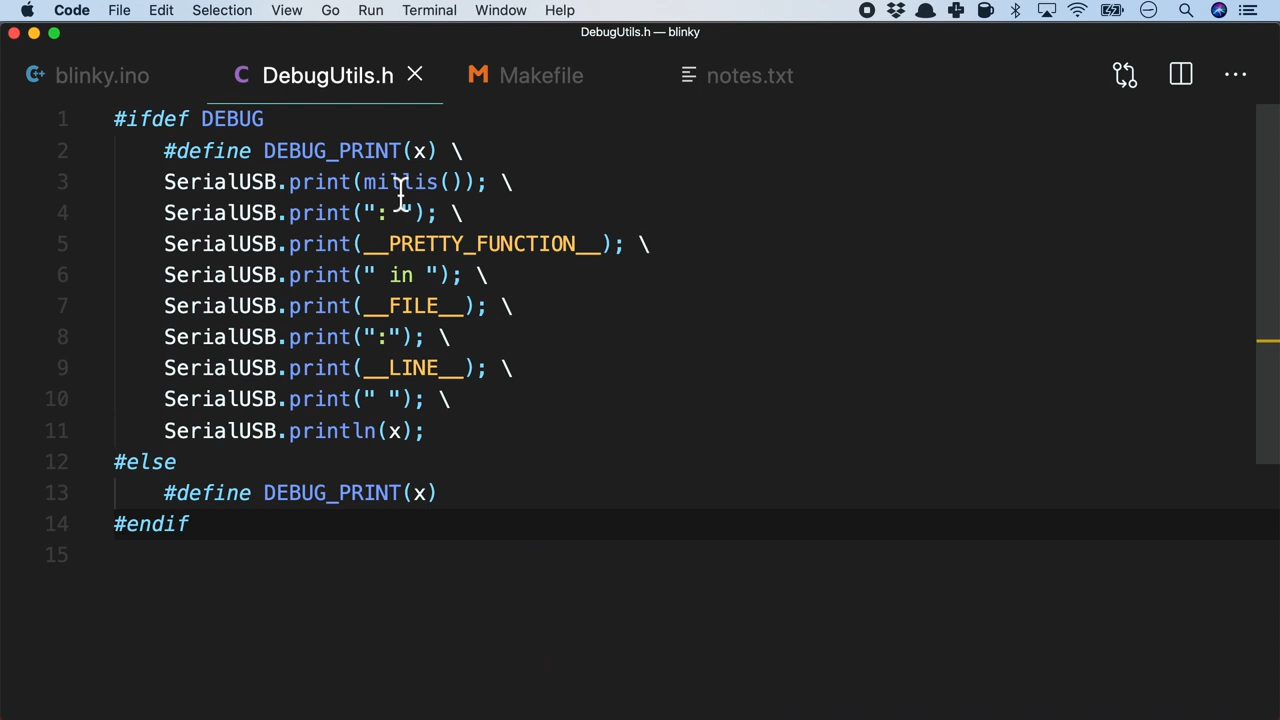 Code File Edit Selection View Go Run Terminal Window Help
DebugUtils.h — blinky
blinky.ino DebugUtils.h Makefile notes.txt
1 #ifdef DEBUG
2 #define DEBUG_PRINT(x) \
3 SerialUSB.print(millis()); \
4 SerialUSB.print(": "); \
5 SerialUSB.print(__PRETTY_FUNCTION__); \
6 SerialUSB.print(" in "); \
7 SerialUSB.print(__FILE__); \
8 SerialUSB.print(":"); \
9 SerialUSB.print(__LINE__); \
10 SerialUSB.print(" "); \
11 SerialUSB.println(x);
12 #else
13 #define DEBUG_PRINT(x)
14 #endif
15